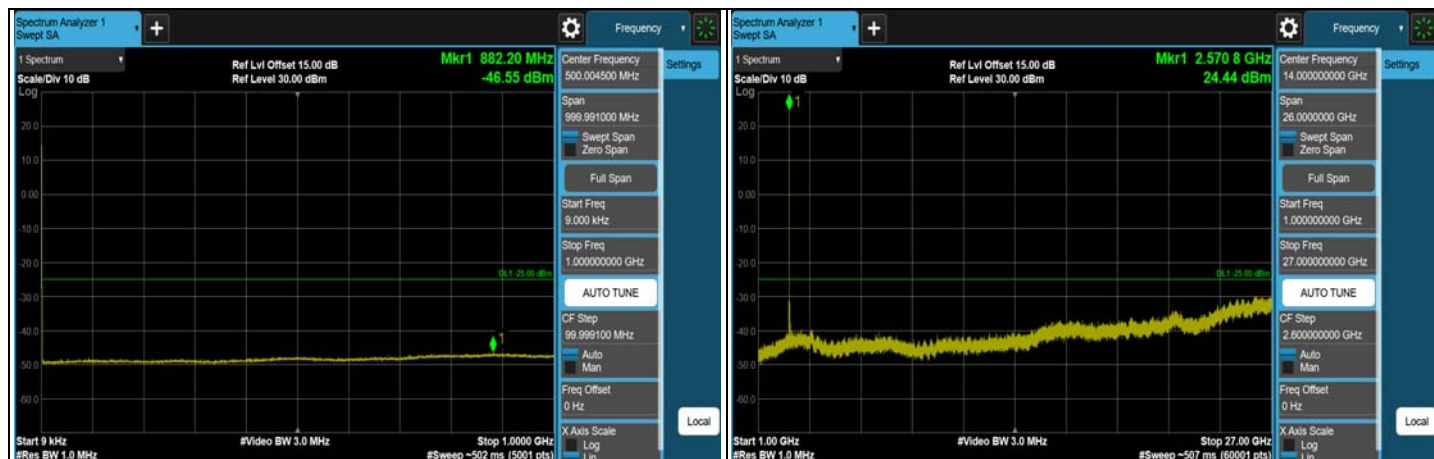 Spectrum Analyzer 1
Swept SA
+
Frequency
1 Spectrum
Scale/Div 10 dB
Ref Lvl Offset 15.00 dB
Ref Level 30.00 dBm
Mkr1 882.20 MHz
-46.55 dBm
Log
20.0
10.0
0.00
-10.0
-20.0
-30.0
-40.0
-50.0
-60.0
DL1 -25.00 dBm
1
Start 9 kHz
#Res BW 1.0 MHz
#Video BW 3.0 MHz
Stop 1.0000 GHz
#Sweep ~502 ms (5001 pts)
Center Frequency
500.004500 MHz
Settings
Span
999.991000 MHz
Swept Span
Zero Span
Full Span
Start Freq
9.000 kHz
Stop Freq
1.000000000 GHz
AUTO TUNE
CF Step
99.999100 MHz
Auto
Man
Freq Offset
0 Hz
X Axis Scale
Log
Lin
Local
Spectrum Analyzer 1
Swept SA
+
Frequency
1 Spectrum
Scale/Div 10 dB
Ref Lvl Offset 15.00 dB
Ref Level 30.00 dBm
Mkr1 2.570 8 GHz
24.44 dBm
Log
1
20.0
10.0
0.00
-10.0
-20.0
-30.0
-40.0
-50.0
-60.0
DL1 -25.00 dBm
Start 1.00 GHz
#Res BW 1.0 MHz
#Video BW 3.0 MHz
Stop 27.00 GHz
#Sweep ~507 ms (60001 pts)
Center Frequency
14.000000000 GHz
Settings
Span
26.0000000 GHz
Swept Span
Zero Span
Full Span
Start Freq
1.000000000 GHz
Stop Freq
27.000000000 GHz
AUTO TUNE
CF Step
2.600000000 GHz
Auto
Man
Freq Offset
0 Hz
X Axis Scale
Log
Lin
Local